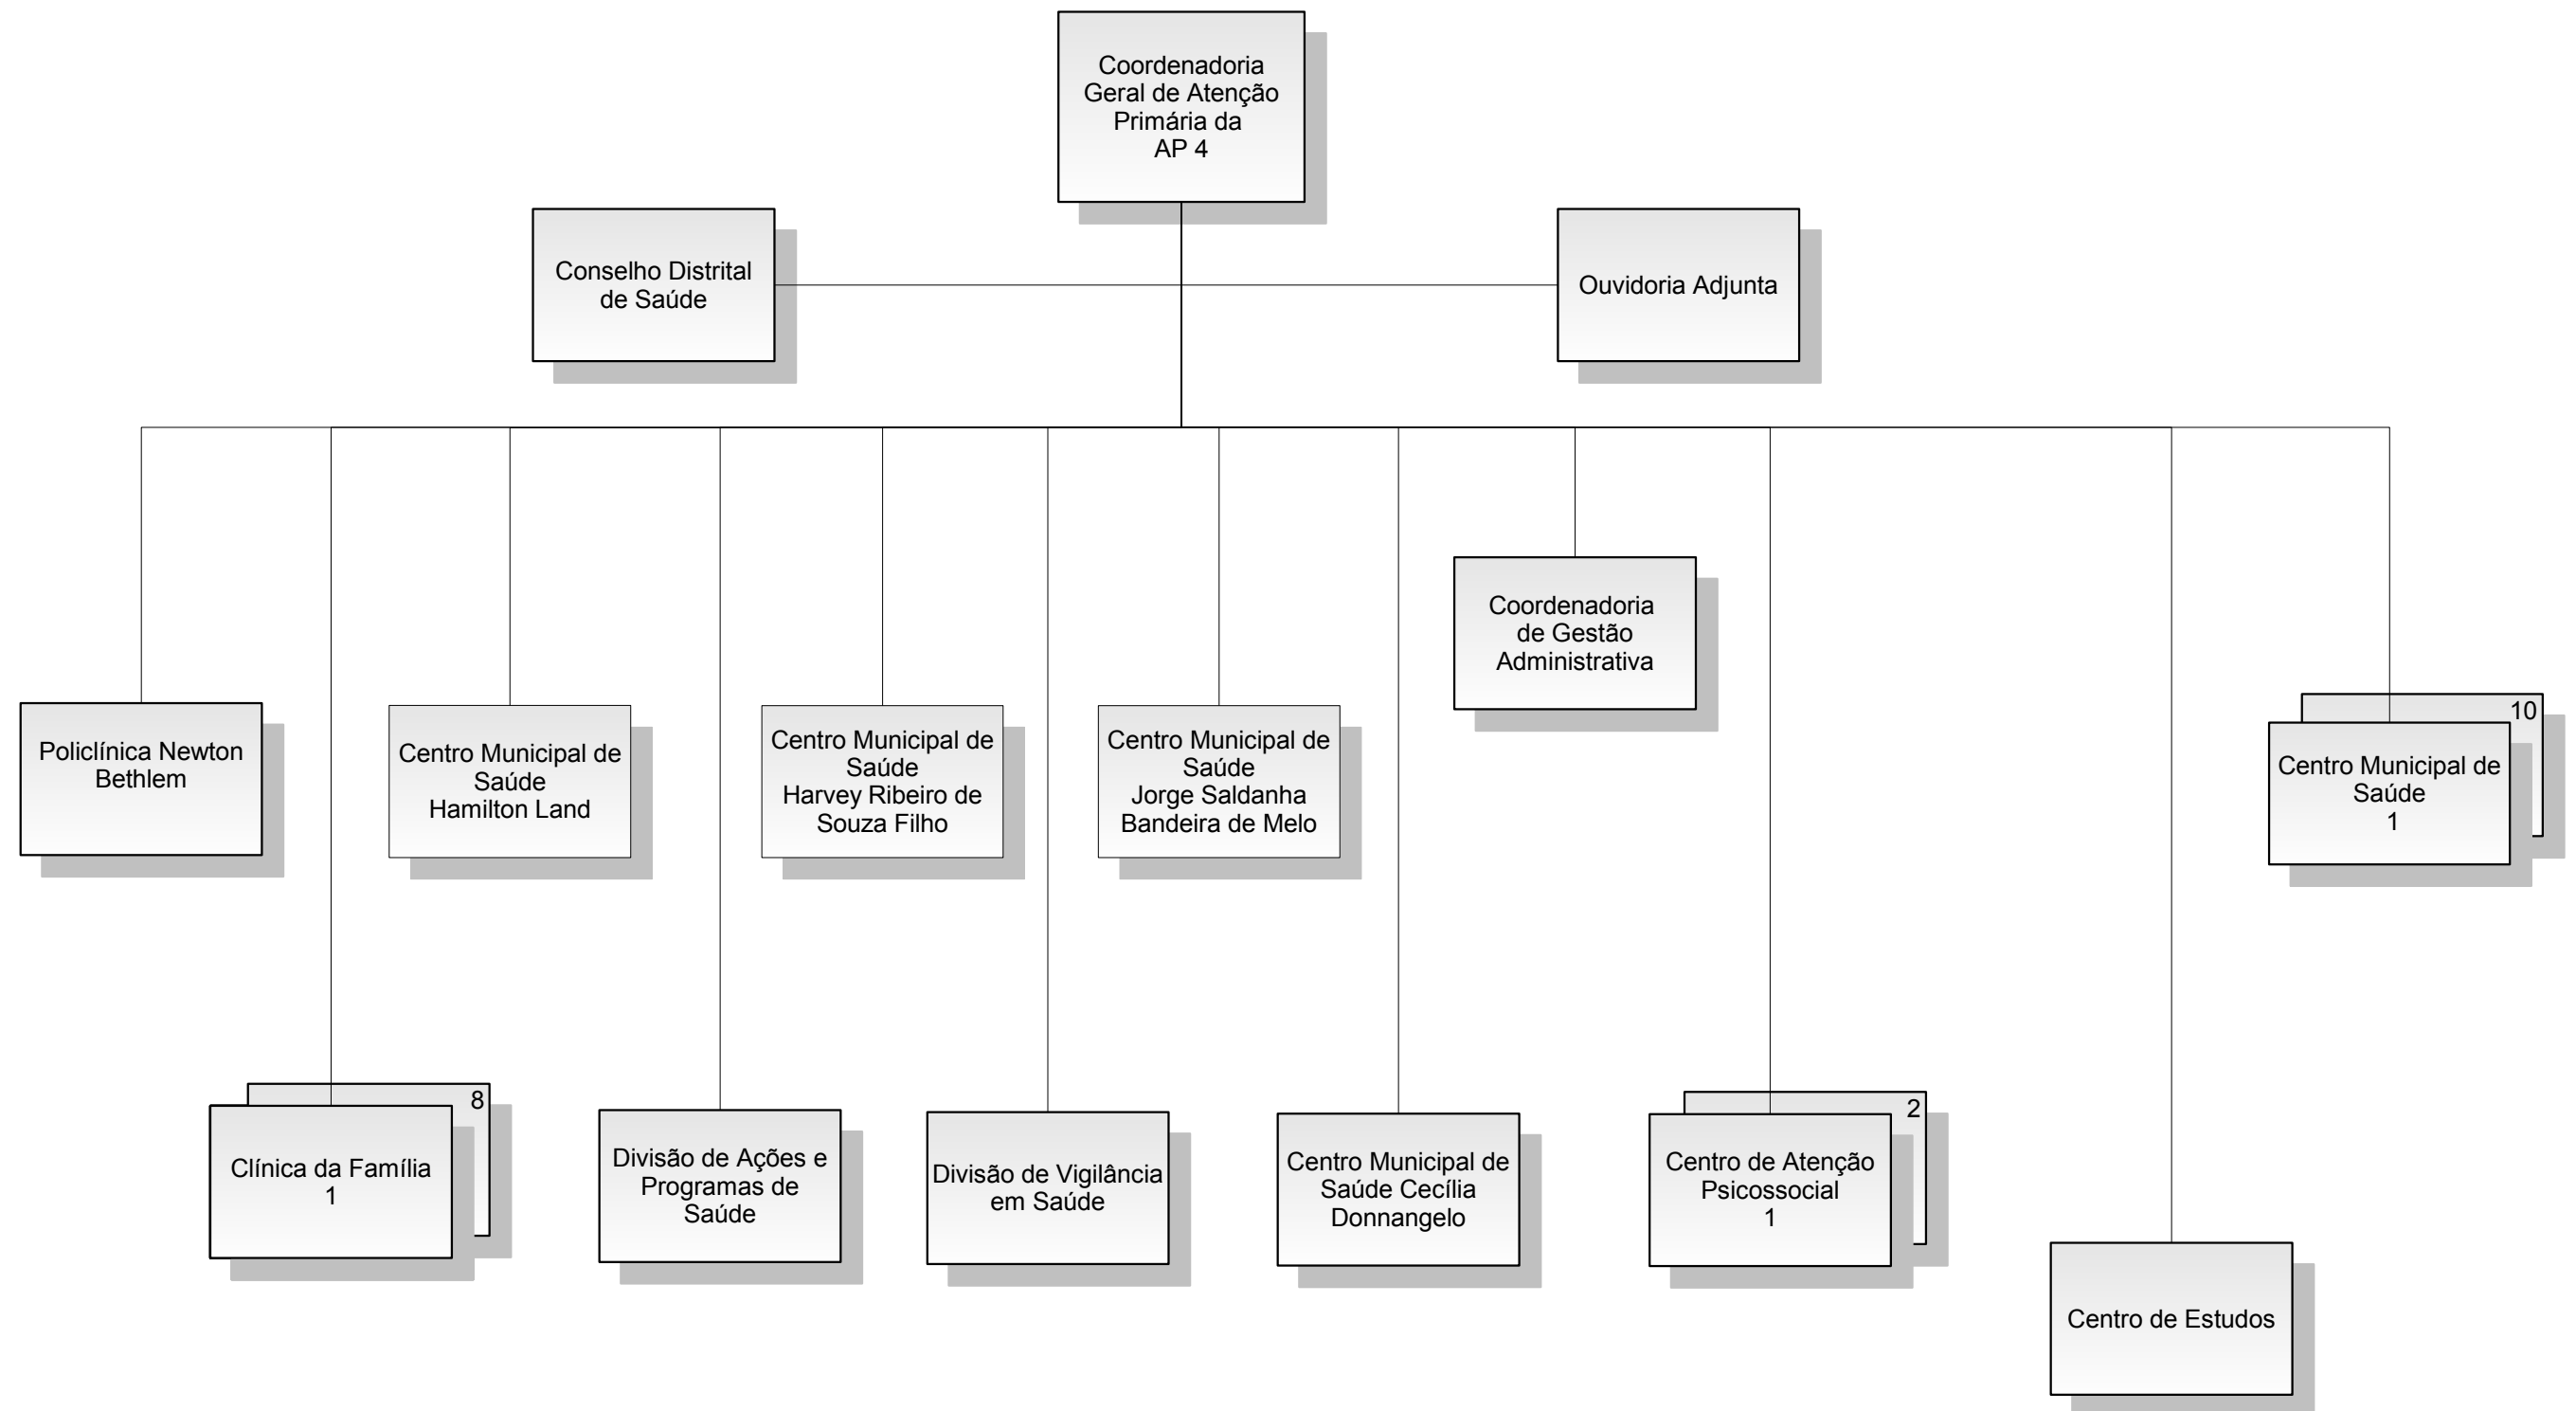 Coordenadoria
Geral de Atenção
Primária da
AP 4
Conselho Distrital
de Saúde
Ouvidoria Adjunta
Coordenadoria
de Gestão
Administrativa
Policlínica Newton
Bethlem
Centro Municipal de
Saúde
Hamilton Land
Centro Municipal de
Saúde
Harvey Ribeiro de
Souza Filho
Centro Municipal de
Saúde
Jorge Saldanha
Bandeira de Melo
10
Centro Municipal de
Saúde
1
8
Clínica da Família
1
Divisão de Ações e
Programas de
Saúde
Divisão de Vigilância
em Saúde
Centro Municipal de
Saúde Cecília
Donnangelo
2
Centro de Atenção
Psicossocial
1
Centro de Estudos